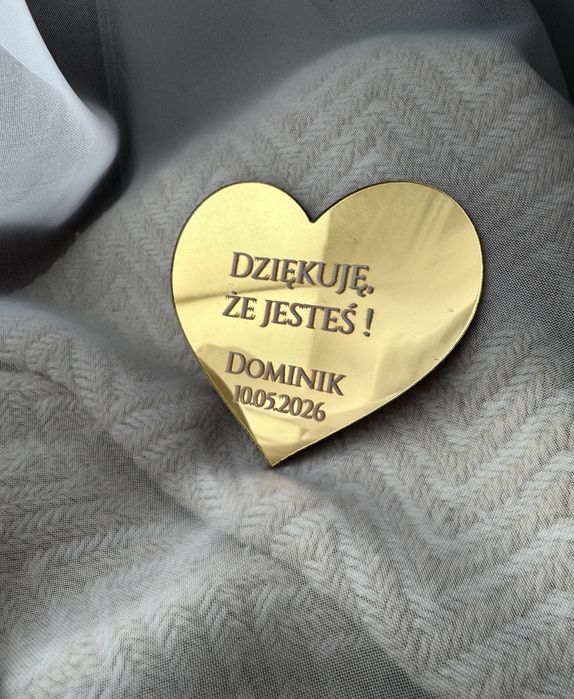 DZIĘKUJĘ,
ŻE JESTEŚ !
DOMINIK
10.05.2026